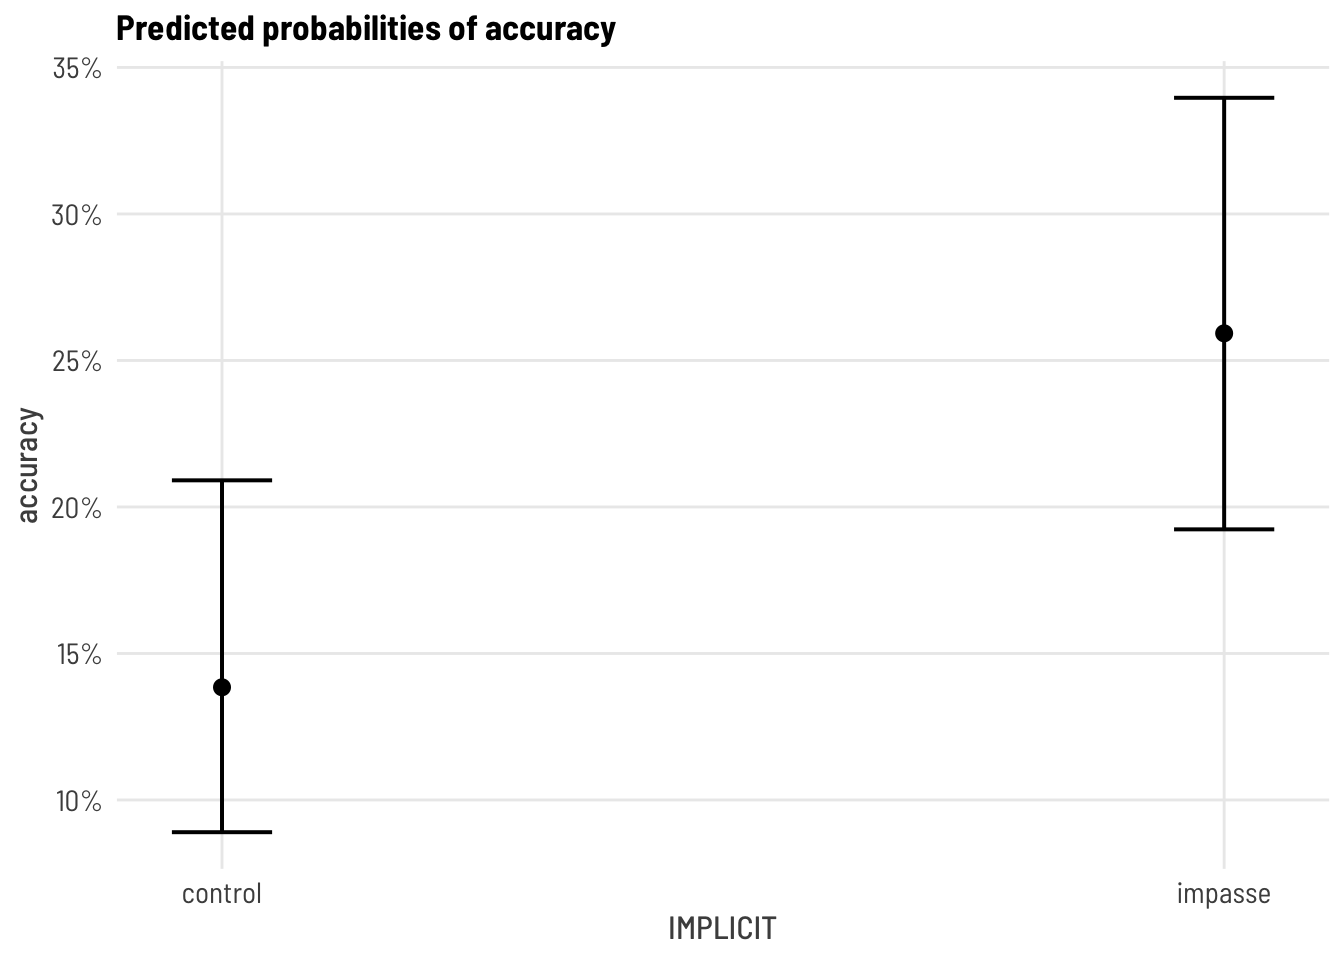 Predicted probabilities of accuracy
35%
30%
25%
20%
15%
10%
accuracy
control
impasse
IMPLICIT